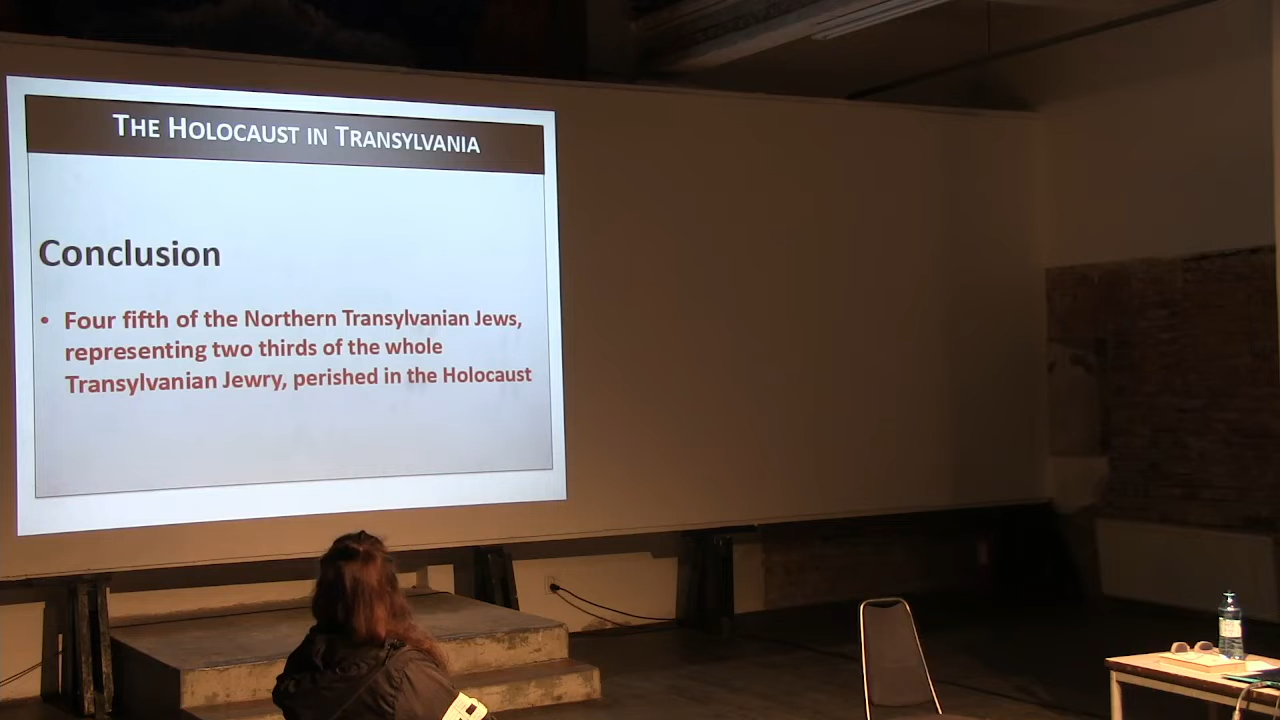 THE HOLOCAUST IN TRANSYLVANIA
Conclusion
• Four fifth of the Northern Transylvanian Jews,
representing two thirds of the whole
Transylvanian Jewry, perished in the Holocaust